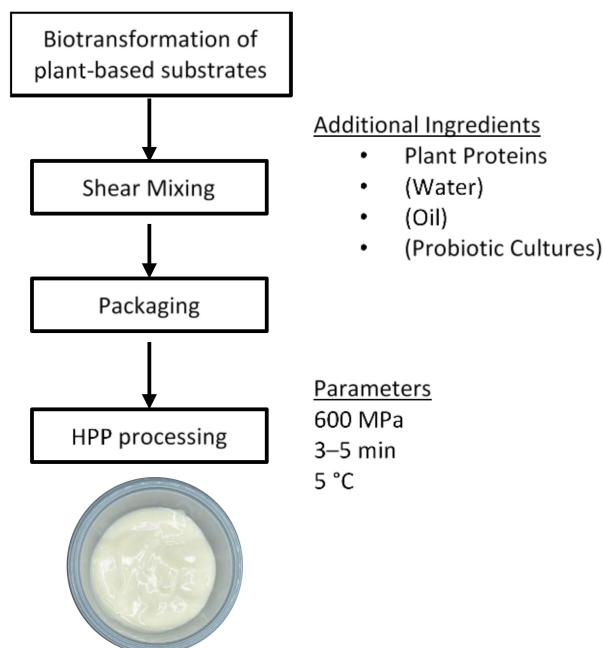 Biotransformation of
plant-based substrates
Additional Ingredients
• Plant Proteins
• (Water)
• (Oil)
• (Probiotic Cultures)
Shear Mixing
Packaging
Parameters
600 MPa
3–5 min
5 °C
HPP processing